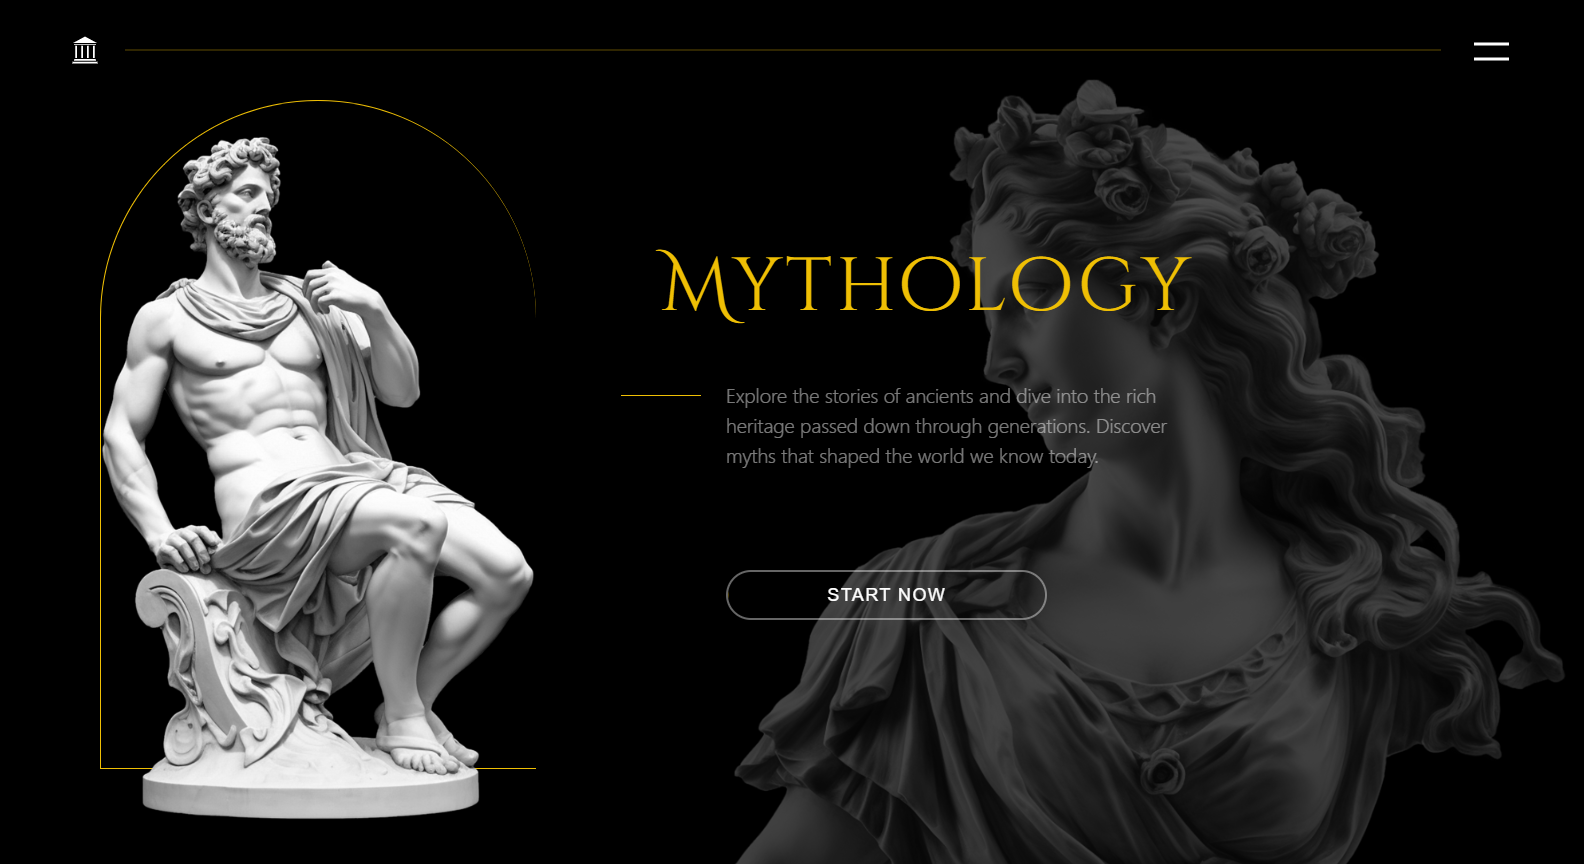 MYTHOLOGY
Explore the stories of ancients and dive into the rich
heritage passed down through generations. Discover
myths that shaped the world we know today.
START NOW